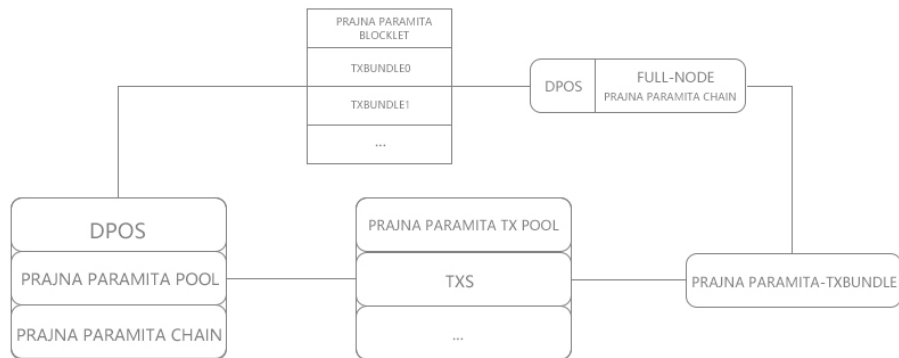 PRAJNA PARAMITA
BLOCKLET
TXBUNDLE0
TXBUNDLE1
...
DPOS
FULL-NODE
PRAJNA PARAMITA CHAIN
DPOS
PRAJNA PARAMITA POOL
PRAJNA PARAMITA CHAIN
PRAJNA PARAMITA TX POOL
TXS
...
PRAJNA PARAMITA-TXBUNDLE